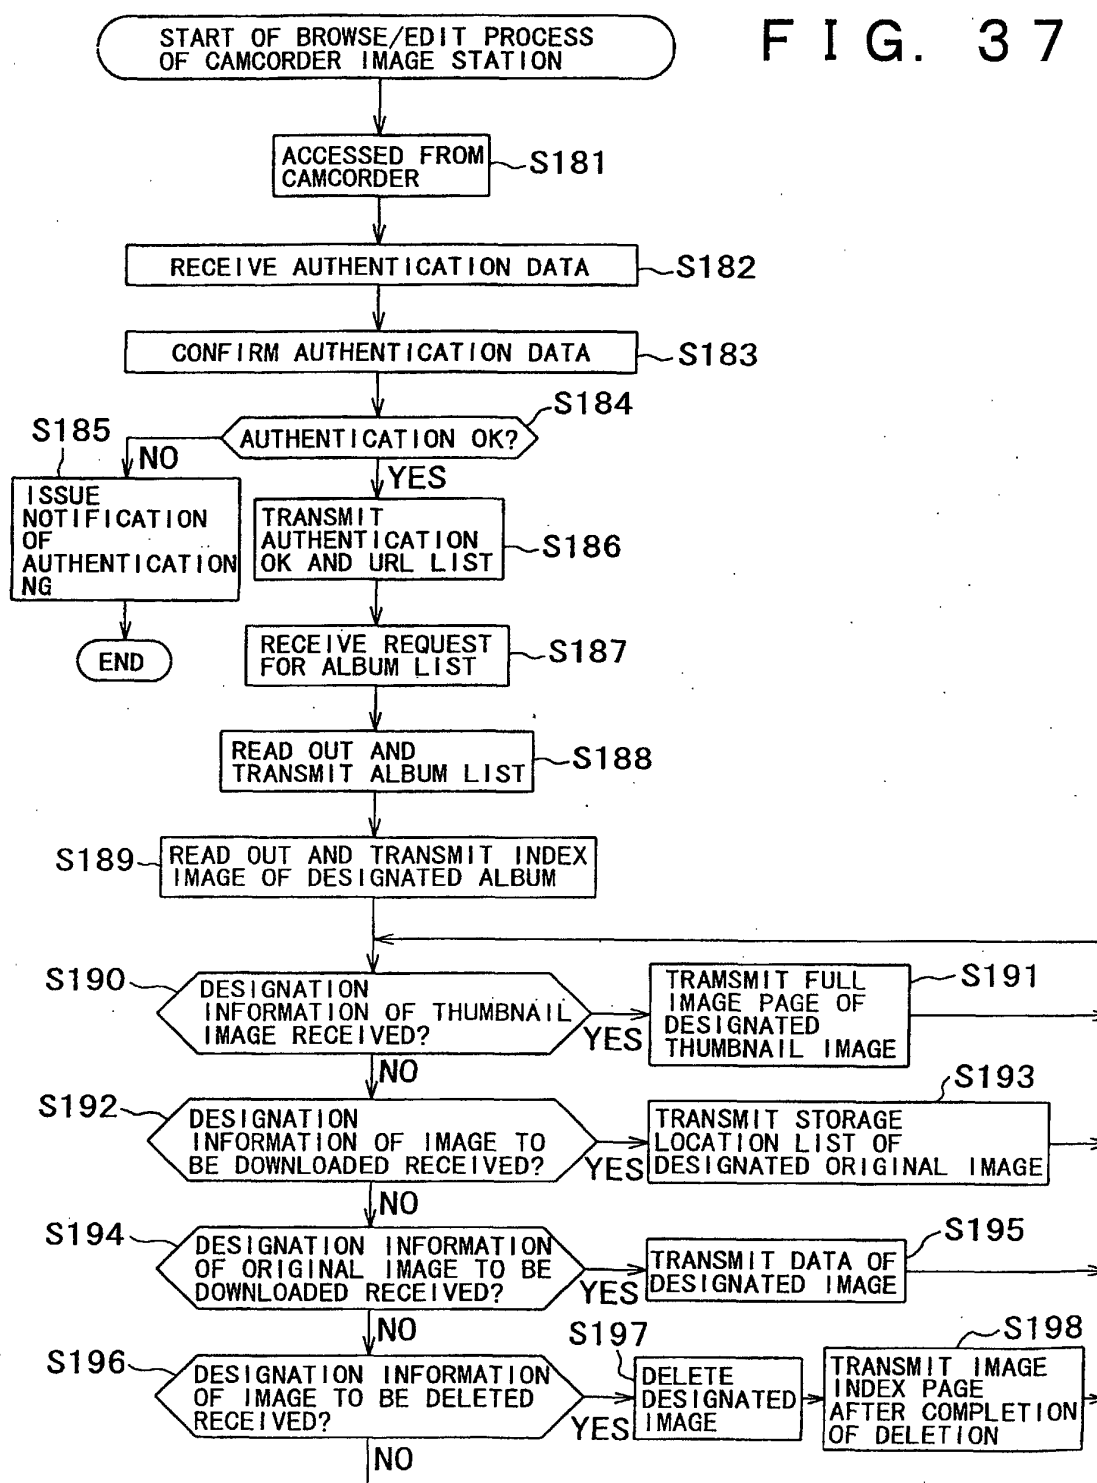 FIG. 37
START OF BROWSE/EDIT PROCESS
OF CAMCORDER IMAGE STATION
ACCESSED FROM
CAMCORDER
S181
RECEIVE AUTHENTICATION DATA
S182
CONFIRM AUTHENTICATION DATA
S183
S184
AUTHENTICATION OK?
S185
NO
YES
ISSUE
NOTIFICATION
OF
AUTHENTICATION
NG
TRANSMIT
AUTHENTICATION
OK AND URL LIST
S186
END
RECEIVE REQUEST
FOR ALBUM LIST
S187
READ OUT AND
TRANSMIT ALBUM LIST
S188
S189
READ OUT AND TRANSMIT INDEX
IMAGE OF DESIGNATED ALBUM
S190
DESIGNATION
INFORMATION OF THUMBNAIL
IMAGE RECEIVED?
YES
S191
TRAMSMIT FULL
IMAGE PAGE OF
DESIGNATED
THUMBNAIL IMAGE
NO
S192
DESIGNATION
INFORMATION OF IMAGE TO
BE DOWNLOADED RECEIVED?
YES
S193
TRANSMIT STORAGE
LOCATION LIST OF
DESIGNATED ORIGINAL IMAGE
NO
S194
DESIGNATION INFORMATION
OF ORIGINAL IMAGE TO BE
DOWNLOADED RECEIVED?
YES
S195
TRANSMIT DATA OF
DESIGNATED IMAGE
NO
S196
DESIGNATION INFORMATION
OF IMAGE TO BE DELETED
RECEIVED?
YES
S197
DELETE
DESIGNATED
IMAGE
S198
TRANSMIT IMAGE
INDEX PAGE
AFTER COMPLETION
OF DELETION
NO